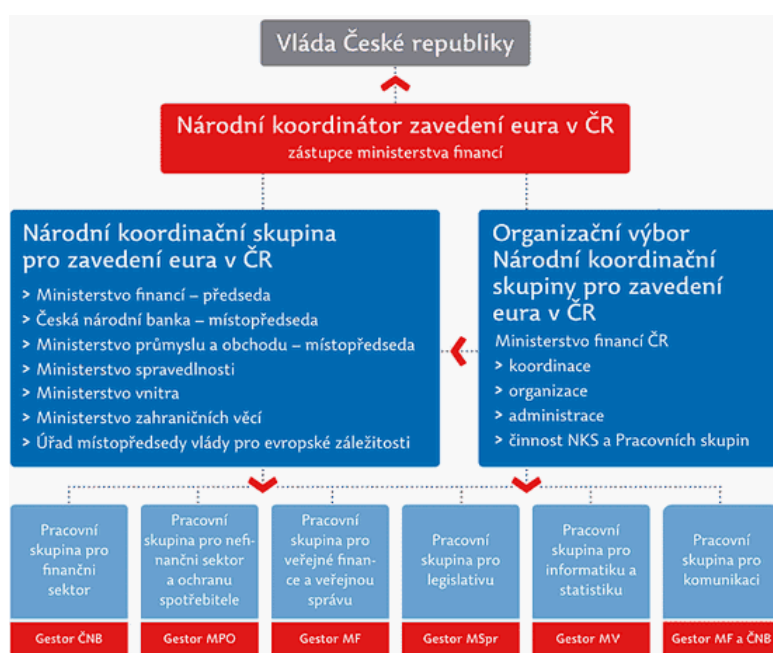 Vláda České republiky
Národní koordinátor zavedení eura v ČR
zástupce ministerstva financí
Národní koordinační skupina
pro zavedení eura v ČR
> Ministerstvo financí – předseda
> Česká národní banka – místopředseda
> Ministerstvo průmyslu a obchodu – místopředseda
> Ministerstvo spravedlnosti
> Ministerstvo vnitra
> Ministerstvo zahraničních věcí
> Úřad místopředsedy vlády pro evropské záležitosti
Organizační výbor
Národní koordinační
skupiny pro zavedení
eura v ČR
Ministerstvo financí ČR
> koordinace
> organizace
> administrace
> činnost NKS a Pracovních skupin
Pracovní
skupina pro
finanční
sektor
Gestor ČNB
Pracovní
skupina pro nefi-
nanční sektor
a ochranu
spotřebitele
Gestor MPO
Pracovní
skupina pro
veřejné finan-
ce a veřejnou
správu
Gestor MF
Pracovní
skupina pro
legislativu
Gestor MSpr
Pracovní
skupina pro
informatiku a
statistiku
Gestor MV
Pracovní
skupina pro
komunikaci
Gestor MF a ČNB